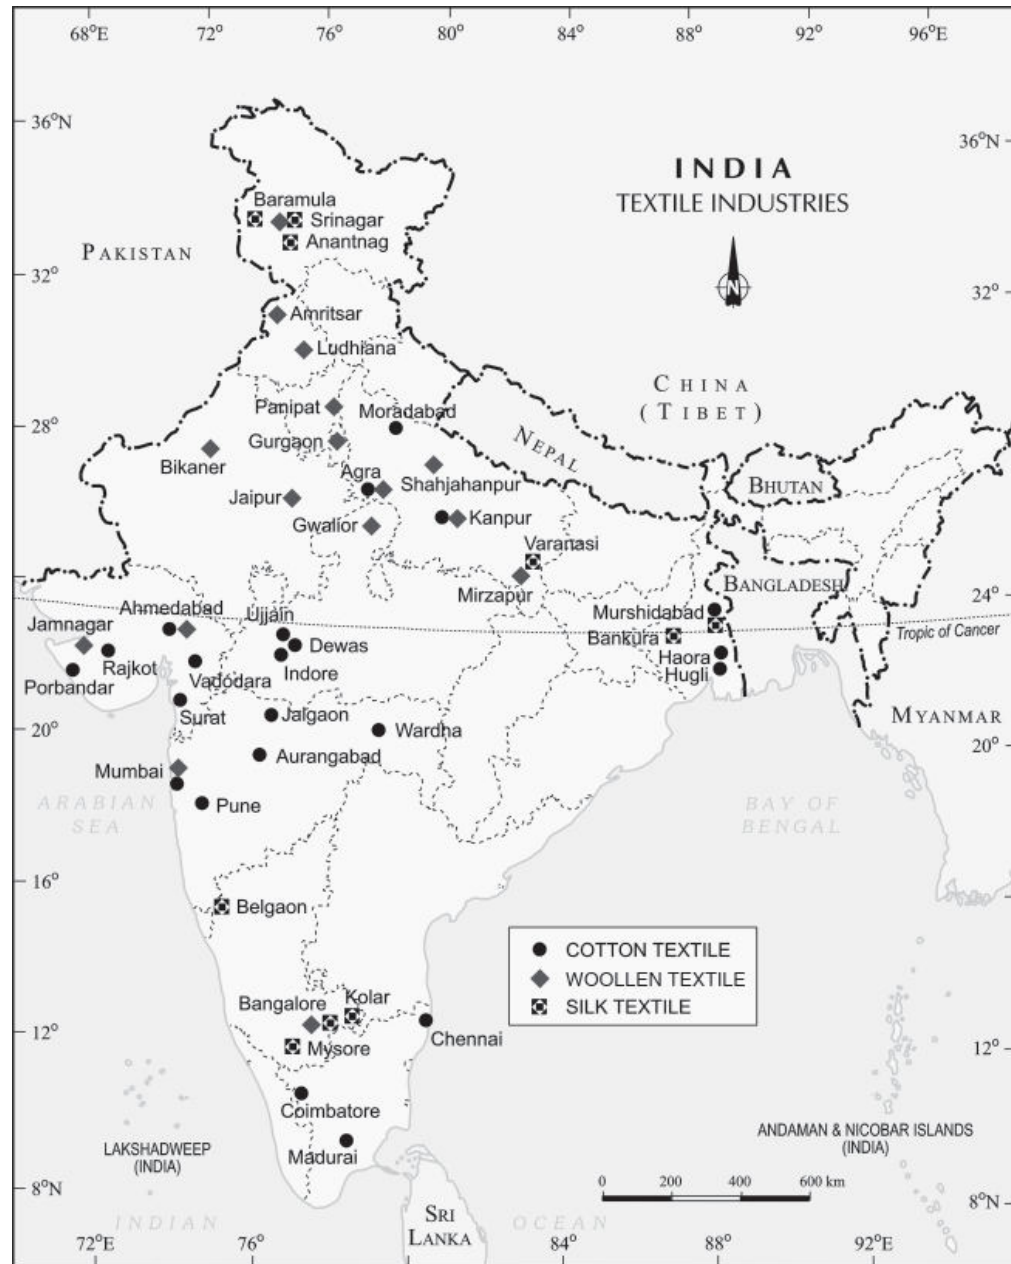 68°E 72° 76° 80° 84° 88° 92° 96°E
36°N
36°N
INDIA
TEXTILE INDUSTRIES
N
Baramula
Srinagar
Anantnag
PAKISTAN
32°
32°
Amritsar
Ludhiana
CHINA
(TIBET)
Panipat
Moradabad
28°
28°
Gurgaon
NEPAL
Bikaner
Agra
Shahjahanpur
BHUTAN
Jaipur
Gwalior
Kanpur
Varanasi
BANGLADESH
Mirzapur
24°
24°
Ahmedabad
Ujjain
Murshidabad
Jamnagar
Bankura
Tropic of Cancer
Dewas
Haora
Rajkot
Indore
Hugli
Porbandar
Vadodara
Surat
Jalgaon
Wardha
MYANMAR
20°
20°
Aurangabad
Mumbai
ARABIAN
SEA
Pune
BAY OF
BENGAL
16°
Belgaon
COTTON TEXTILE
WOOLLEN TEXTILE
SILK TEXTILE
Bangalore
Kolar
12°
Chennai
12°
Mysore
Coimbatore
LAKSHADWEEP
(INDIA)
Madurai
ANDAMAN & NICOBAR ISLANDS
(INDIA)
0 200 400 600 km
8°N
8°N
INDIAN
SRI
LANKA
OCEAN
72°E 76° 84° 88° 92°E